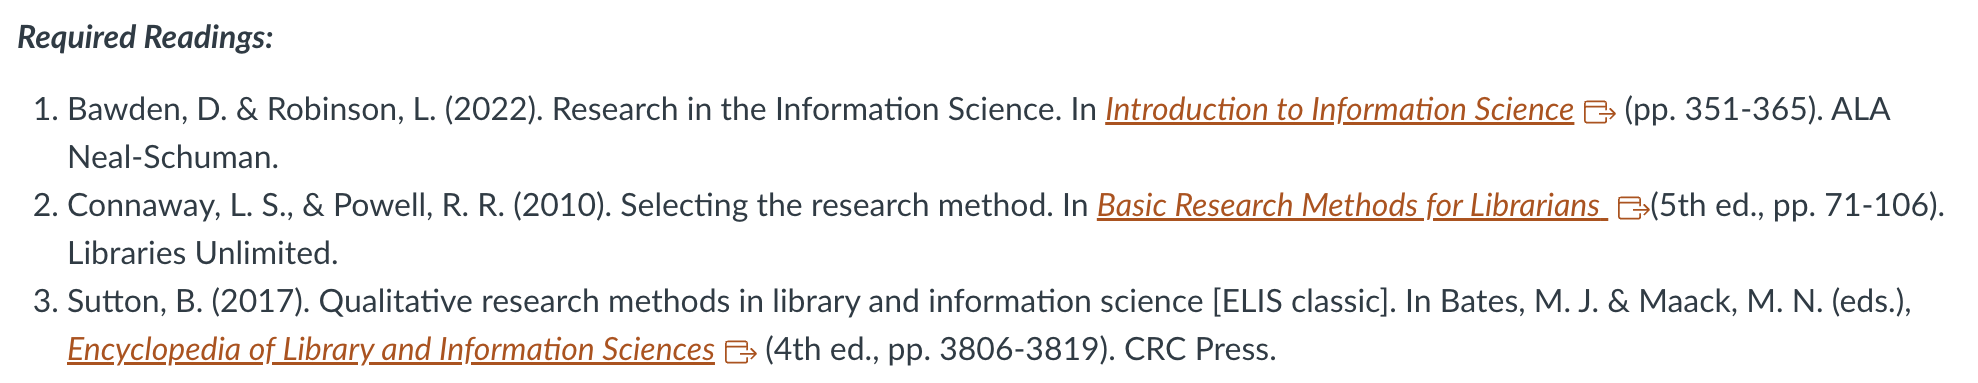 Required Readings:
1. Bawden, D. & Robinson, L. (2022). Research in the Information Science. In Introduction to Information Science (pp. 351-365). ALA
Neal-Schuman.
2. Connaway, L. S., & Powell, R. R. (2010). Selecting the research method. In Basic Research Methods for Librarians (5th ed., pp. 71-106).
Libraries Unlimited.
3. Sutton, B. (2017). Qualitative research methods in library and information science [ELIS classic]. In Bates, M. J. & Maack, M. N. (eds.),
Encyclopedia of Library and Information Sciences (4th ed., pp. 3806-3819). CRC Press.